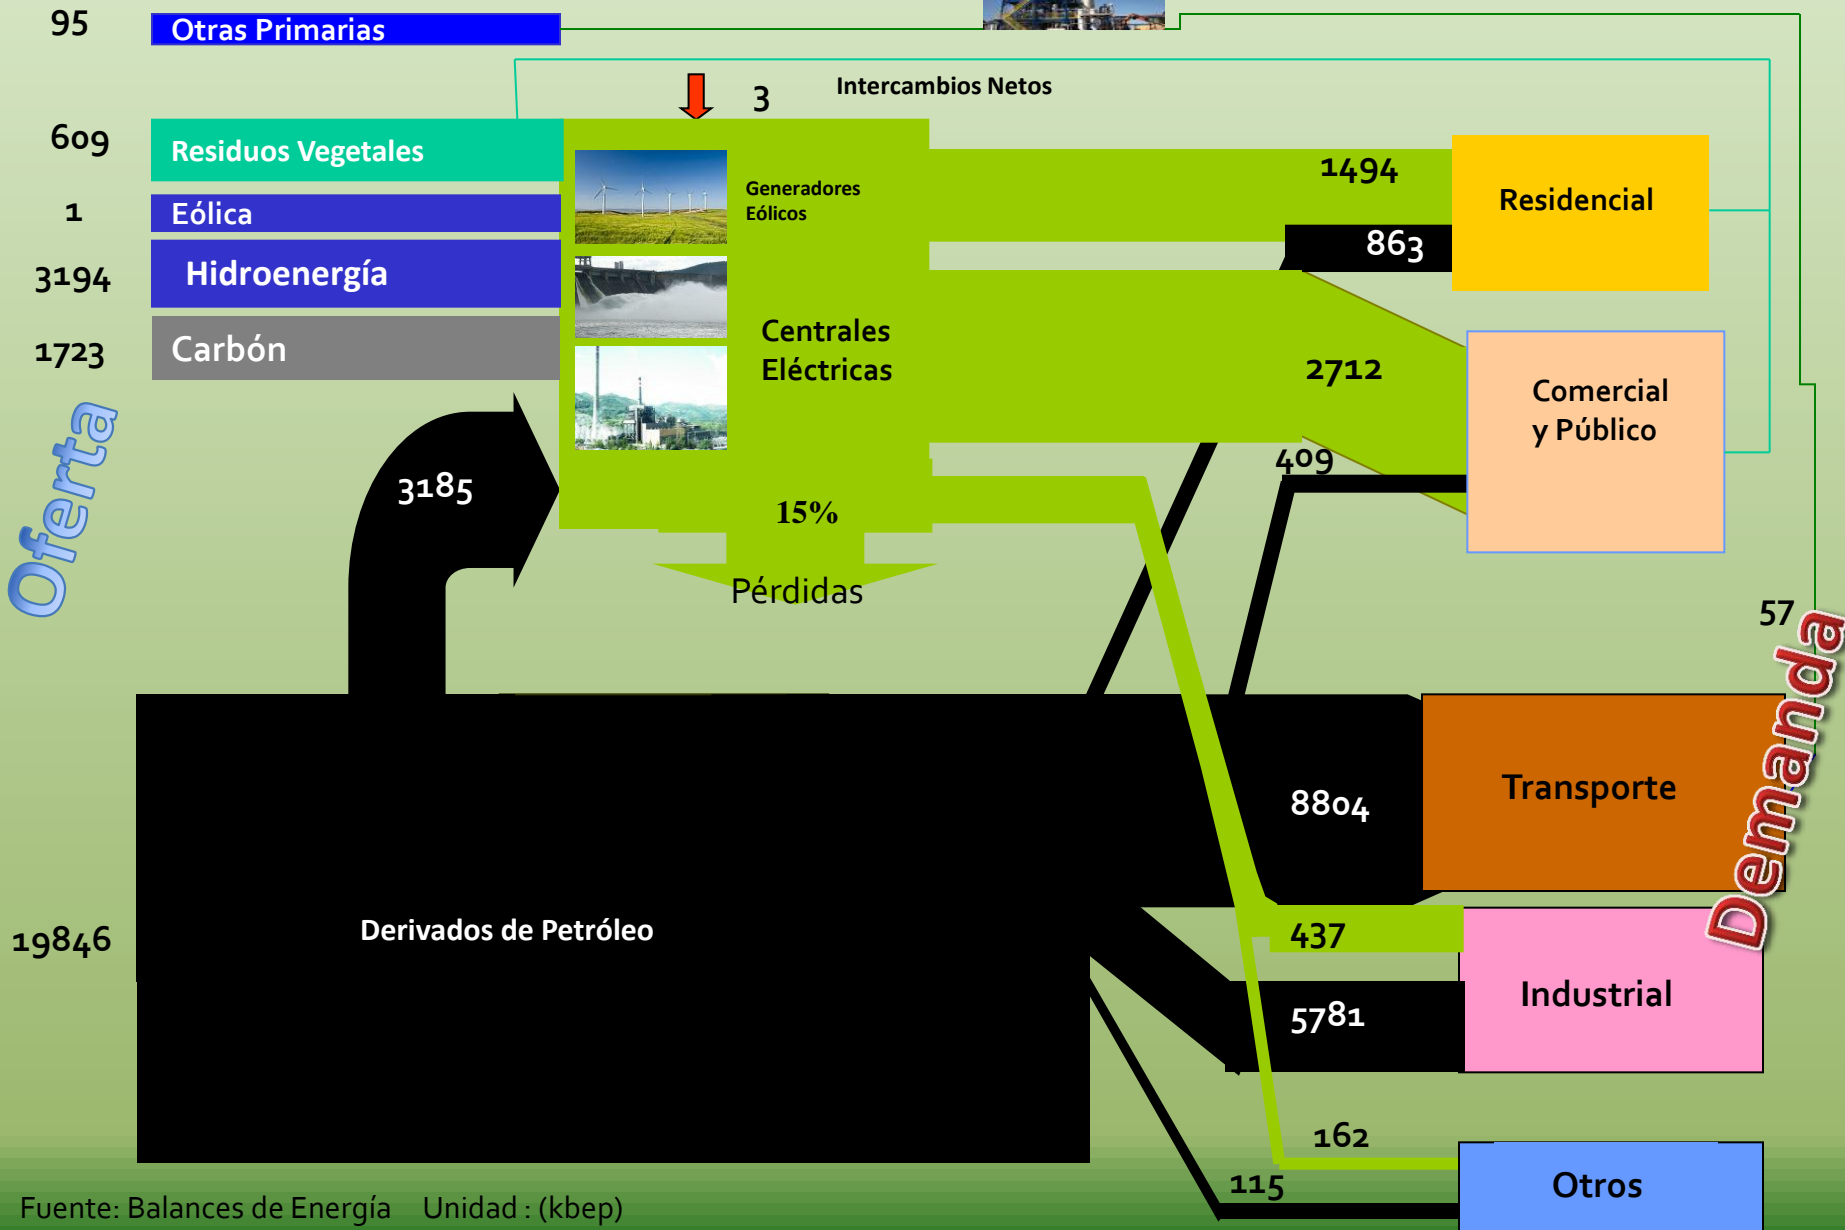 95
Otras Primarias
3
Intercambios Netos
609
Residuos Vegetales
1494
Generadores
Eólicos
Residencial
1
Eólica
863
3194
Hidroenergía
1723
Carbón
Centrales
Eléctricas
2712
Comercial
y Público
409
Oferta
3185
15%
Pérdidas
57
Demanda
8804
Transporte
19846
Derivados de Petróleo
437
Industrial
5781
162
115
Otros
Fuente: Balances de Energía Unidad : (kbep)